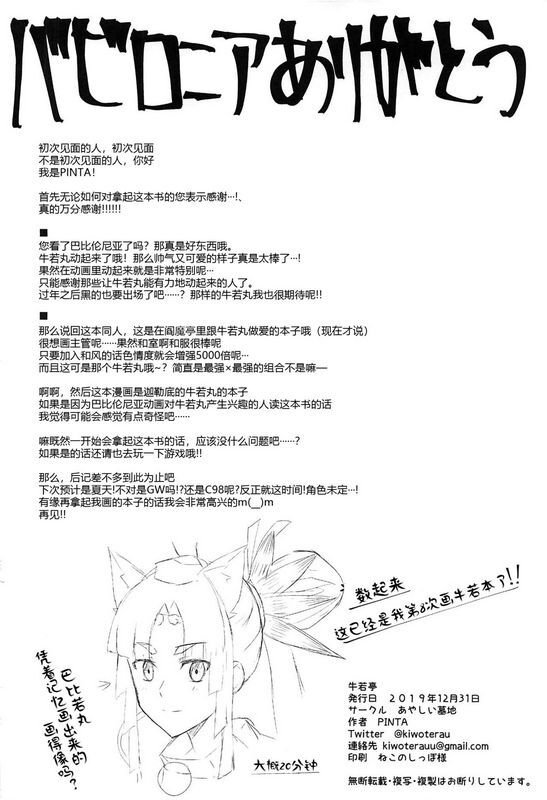 バビロニアありがとう
初次见面的人，初次见面
不是初次见面的人，你好
我是PINTA！
首先无论如何对拿起这本书的您表示感谢…!、
真的万分感谢!!!!!!
■
您看了巴比伦尼亚了吗？那真是好东西哦。
牛若丸动起来了哦！那么帅气又可爱的样子真是太棒了…!
果然在动画里动起来就是非常特别呢…
只能感谢那些让牛若丸能有力地动起来的人了。
过年之后黑的也要出场了吧……？那样的牛若丸我也很期待呢!!
■
那么说回这本同人，这是在阎魔亭里跟牛若丸做爱的本子哦（现在才说）
很想画主管呢……果然和室啊和服很棒呢
只要加入和风的话色情度就会增强5000倍呢…
而且这可是那个牛若丸哦~？简直是最强×最强的组合不是嘛—
啊啊，然后这本漫画是迦勒底的牛若丸的本子
如果是因为巴比伦尼亚动画对牛若丸产生兴趣的人读这本书的话
我觉得可能会感觉有点奇怪吧……
嘛既然一开始会拿起这本书的话，应该没什么问题吧……？
如果是的话还请也去玩一下游戏哦!!
那么，后记差不多到此为止吧
下次预计是夏天!不对是GW吗!?还是C98呢?反正就这时间!角色未定…!
有缘再拿起我画的本子的话我会非常高兴的m(__)m
再见!!
数起来
这已经是我第8次画牛若本了!!
巴比若丸
凭着记忆画出来的
画得像吗？
大概20分钟
牛若亭
発行日　２０１９年12月31日
サークル　あやしい墓地
作者　PINTA
Twitter　@kiwoterau
連絡先 kiwoterauu@gmail.com
印刷　ねこのしっぽ様
無断転載・複写・複製はお断りしています。